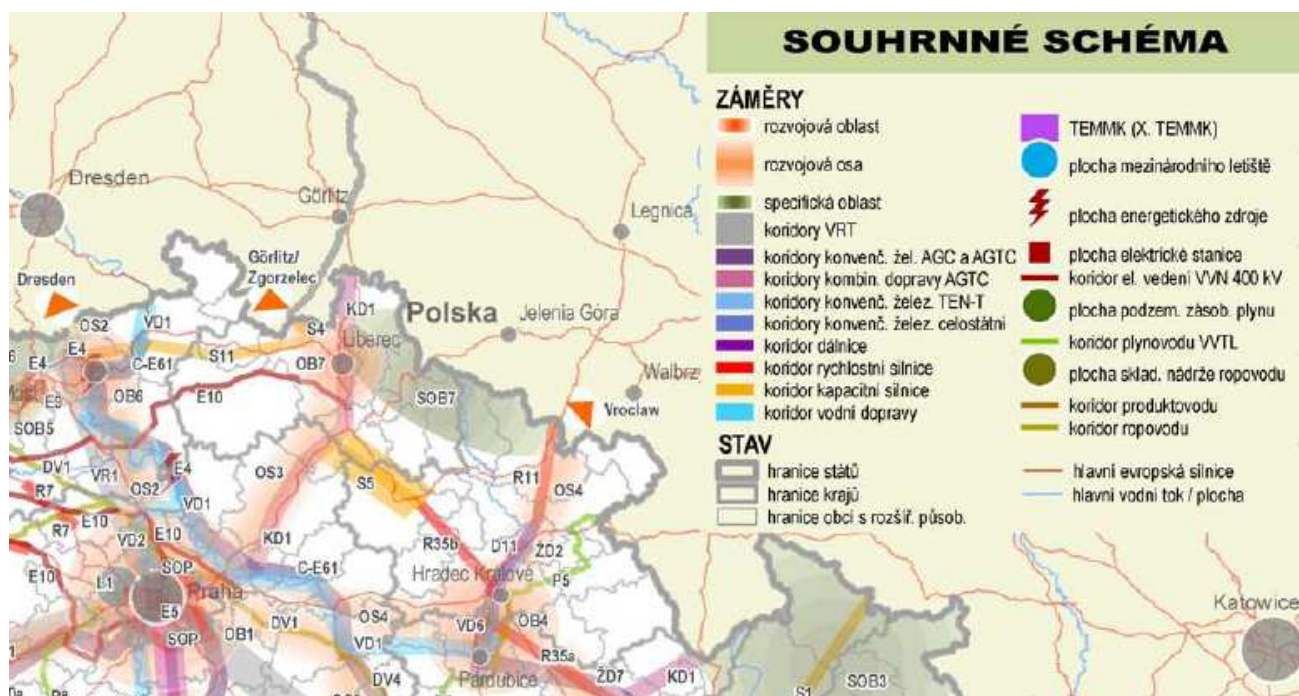 SOUHRNNÉ SCHÉMA
ZÁMĚRY
rozvojová oblast
rozvojová osa
specifická oblast
koridory VRT
koridory konvenč. žel. AGC a AGTC
koridory kombin. dopravy AGTC
koridory konvenč. želez. TEN-T
koridory konvenč. želez. celostátní
koridor dálnice
koridor rychlostní silnice
koridor kapacitní silnice
koridor vodní dopravy
STAV
hranice států
hranice krajů
hranice obcí s rozšiř. působ.
TEMMK (X. TEMMK)
plocha mezinárodního letiště
plocha energetického zdroje
plocha elektrické stanice
koridor el. vedení VVN 400 kV
plocha podzem. zásob. plynu
koridor plynovodu VVTL
plocha sklad. nádrže ropovodu
koridor produktovodu
koridor ropovodu
hlavní evropská silnice
hlavní vodní tok / plocha
Dresden
Görlitz
Legnica
Görlitz/
Zgorzelec
Dresden
KD1
Polska
Jelenia Góra
OS2
VD1
S4
E4
S11
Liberec
E4
C-E61
OB7
Walbrz
OB6
E10
SOB7
Vroclaw
E9
SOB5
DV1
VR1
E4
OS3
R11
OS4
R7
OS2
VD1
S5
E10
R7
VD2
E10
KD1
R35b
D11
ŽD2
SOP
C-E61
Hradec Králové
P5
E10
L1
Praha
Katowice
E5
OS4
VD6
OB4
SOP
OB1
DV1
VD1
R35a
Pardubice
ŽD7
KD1
DV4
S1
SOB3